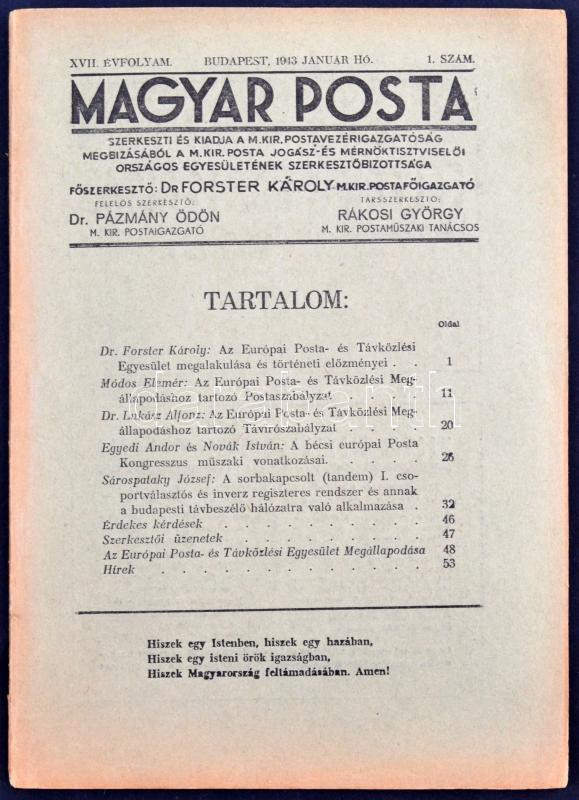 XVII. ÉVFOLYAM. BUDAPEST, 1943 JANUÁR HÓ. 1. SZÁM.
MAGYAR POSTA
SZERKESZTI ÉS KIADJA A M.KIR.POSTAVEZÉRIGAZGATÓSÁG
MEGBIZÁSÁBÓL A M.KIR. POSTA JOGÁSZ-ÉS MÉRNÖKTISZTVISELŐI
ORSZÁGOS EGYESÜLETÉNEK SZERKESZTŐBIZOTTSÁGA
FŐSZERKESZTŐ: Dr FORSTER KÁROLY M.KIR.POSTAFŐIGAZGATÓ
FELELŐS SZERKESZTŐ: TÁRSSZERKESZTŐ:
Dr. PÁZMÁNY ÖDÖN RÁKOSI GYÖRGY
M. KIR. POSTAIGAZGATÓ M. KIR. POSTAMŰSZAKI TANÁCSOS
TARTALOM:
Oldal
Dr. Forster Károly: Az Európai Posta- és Távközlési
Egyesület megalakulása és történeti előzményei . . 1
Módos Elemér: Az Európai Posta- és Távközlési Meg-
állapodáshoz tartozó Postaszabályzat . . . . . 11
Dr. Lukász Alfonz: Az Európai Posta- és Távközlési Meg-
állapodáshoz tartozó Távirószabályzat . . . . . 20
Egyedi Andor és Novák István: A bécsi európai Posta
Kongresszus műszaki vonatkozásai. . . . . . 26
Sárospataky József: A sorbakapcsolt (tandem) I. cso-
portválasztós és inverz regiszteres rendszer és annak
a budapesti távbeszélő hálózatra való alkalmazása . 32
Érdekes kérdések . . . . . . . . . 46
Szerkesztői üzenetek . . . . . . . . . 47
Az Európai Posta- és Távközlési Egyesület Megállapodása 48
Hírek . . . . . . . . . . . . . 53
Hiszek egy Istenben, hiszek egy hazában,
Hiszek egy isteni örök igazságban,
Hiszek Magyarország feltámadásában. Amen!
darabanth.com